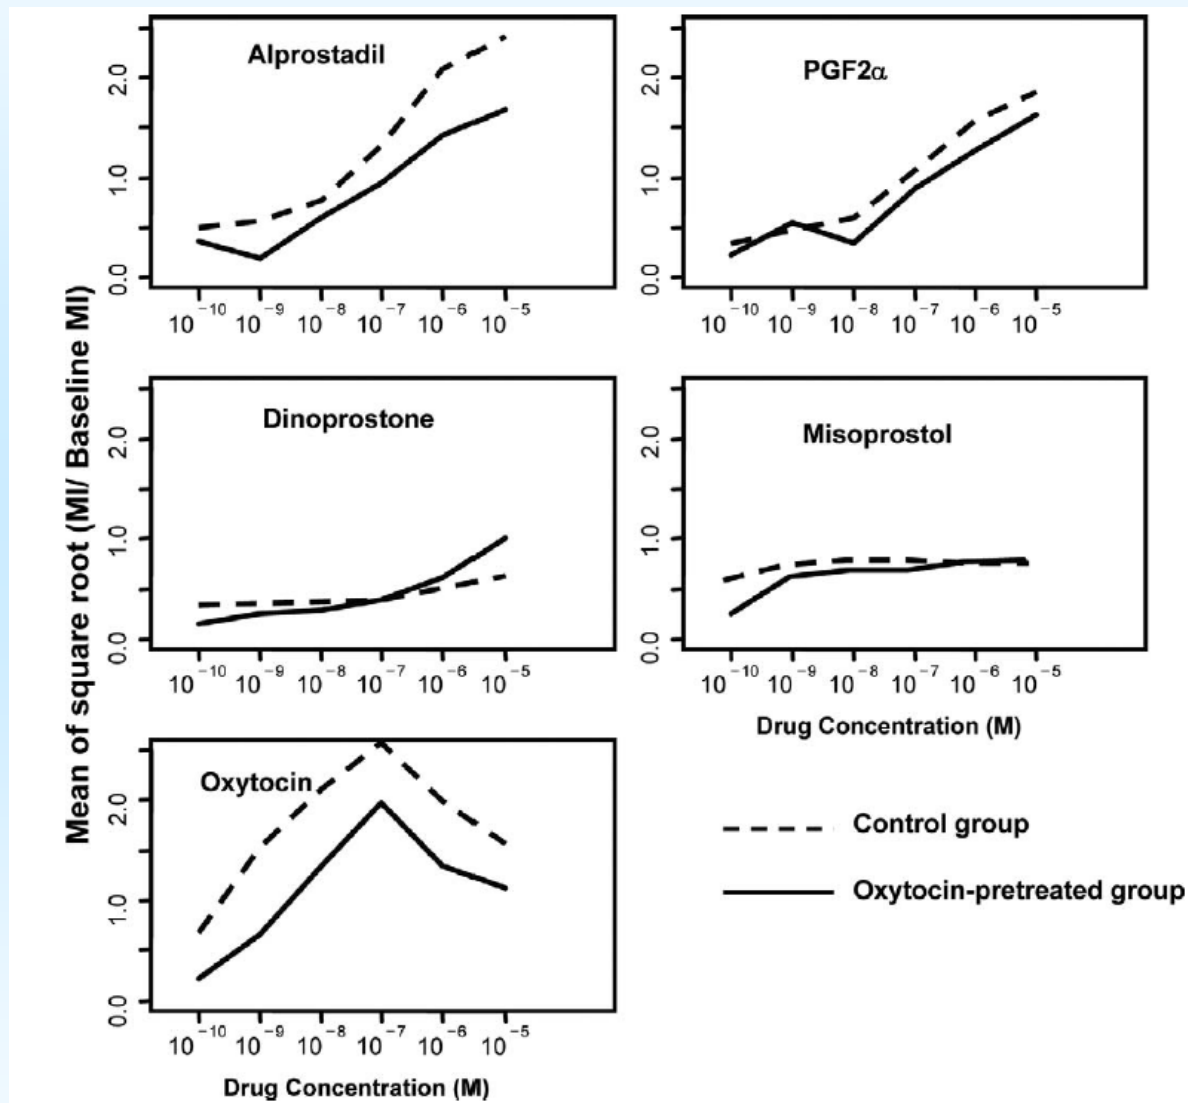 Mean of square root (MI/ Baseline MI)
Alprostadil
2.0
1.0
0.0
10⁻¹⁰ 10⁻⁹ 10⁻⁸ 10⁻⁷ 10⁻⁶ 10⁻⁵
PGF2α
2.0
1.0
0.0
10⁻¹⁰ 10⁻⁹ 10⁻⁸ 10⁻⁷ 10⁻⁶ 10⁻⁵
Dinoprostone
2.0
1.0
0.0
10⁻¹⁰ 10⁻⁹ 10⁻⁸ 10⁻⁷ 10⁻⁶ 10⁻⁵
Misoprostol
2.0
1.0
0.0
10⁻¹⁰ 10⁻⁹ 10⁻⁸ 10⁻⁷ 10⁻⁶ 10⁻⁵
Drug Concentration (M)
Oxytocin
2.0
1.0
0.0
10⁻¹⁰ 10⁻⁹ 10⁻⁸ 10⁻⁷ 10⁻⁶ 10⁻⁵
Drug Concentration (M)
Control group
Oxytocin-pretreated group